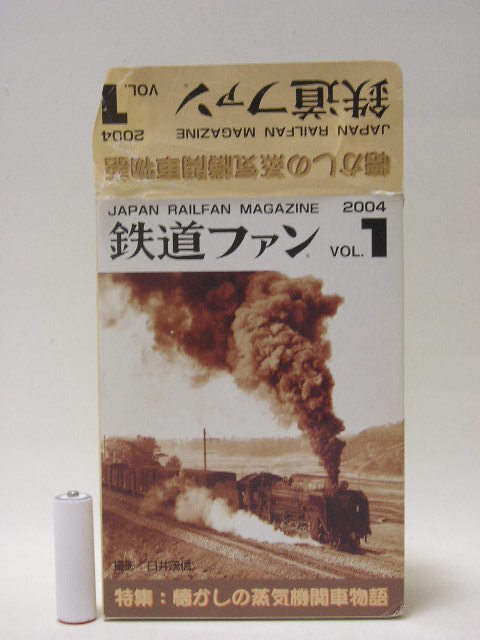 懐かしの蒸気機関車物語
JAPAN RAILFAN MAGAZINE 2004
鉄道ファン VOL. 1
JAPAN RAILFAN MAGAZINE 2004
鉄道ファン VOL. 1
撮影/臼井茂信
特集:懐かしの蒸気機関車物語